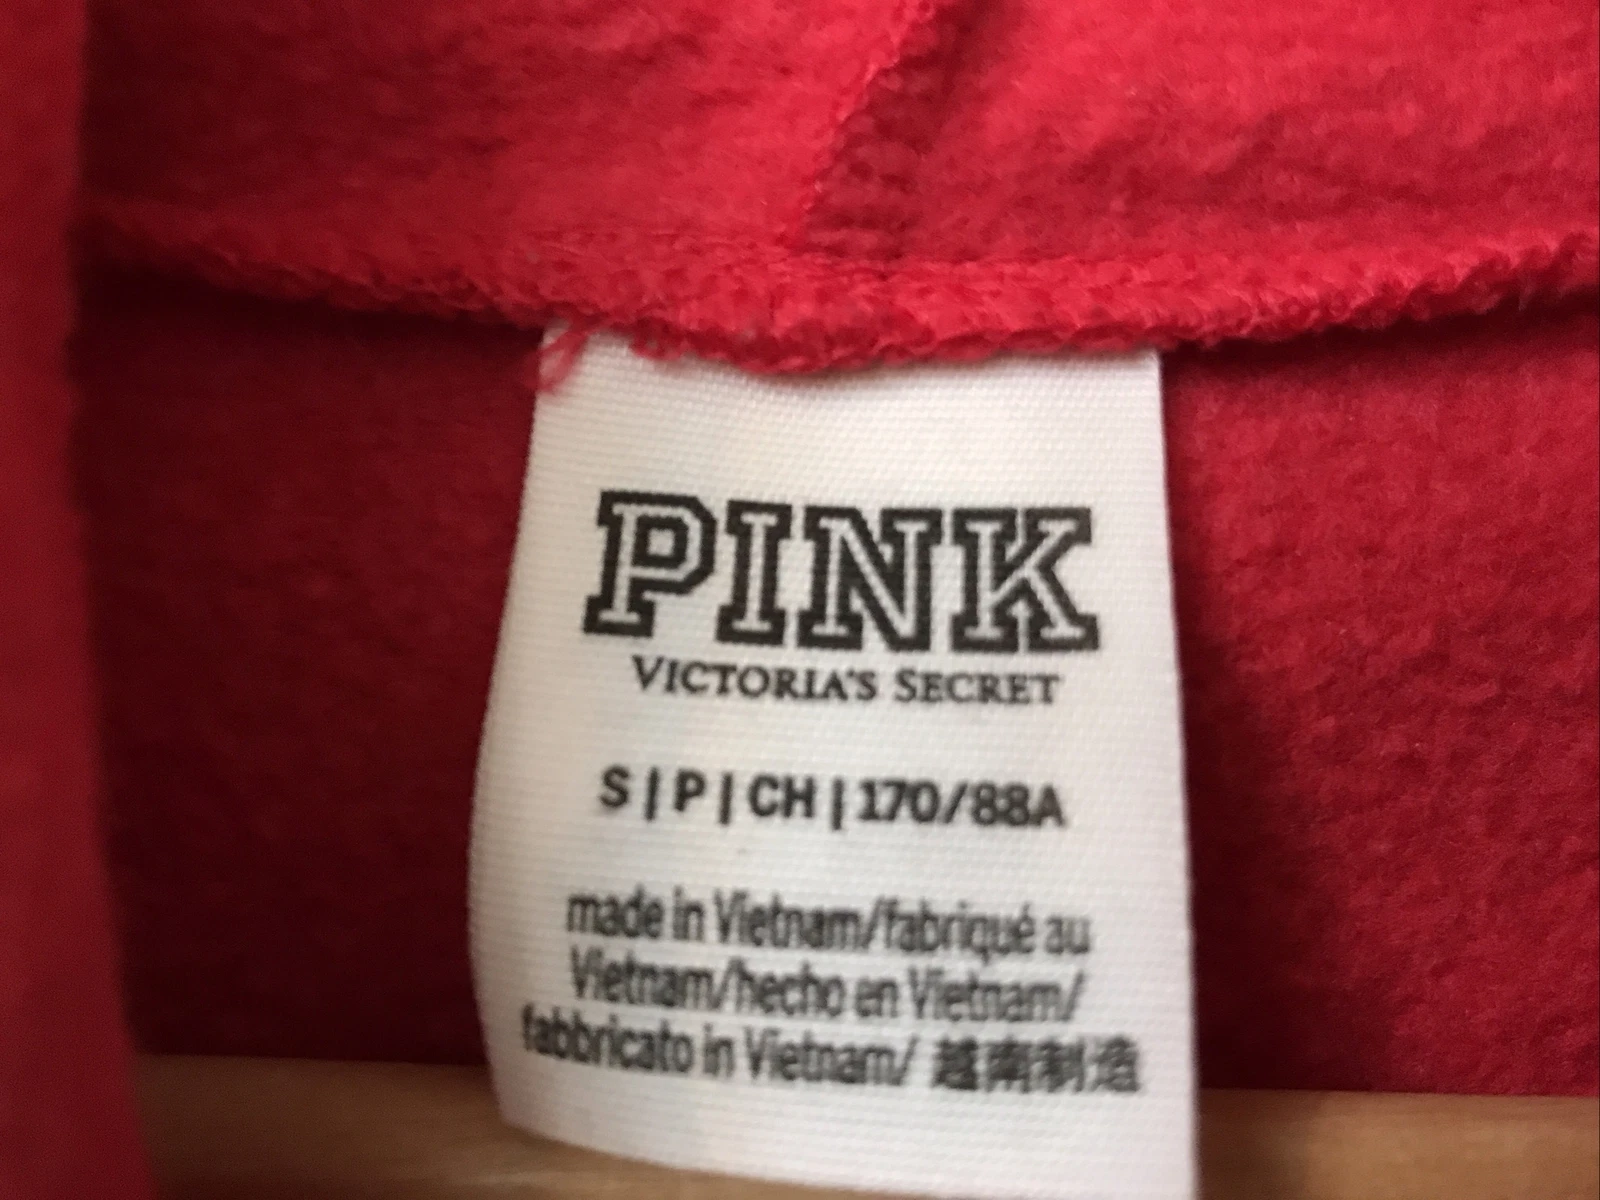 PINK
VICTORIA'S SECRET
S | P | CH | 170/88A
made in Vietnam/fabriqué au
Vietnam/hecho en Vietnam/
fabbricato in Vietnam/ 越南制造